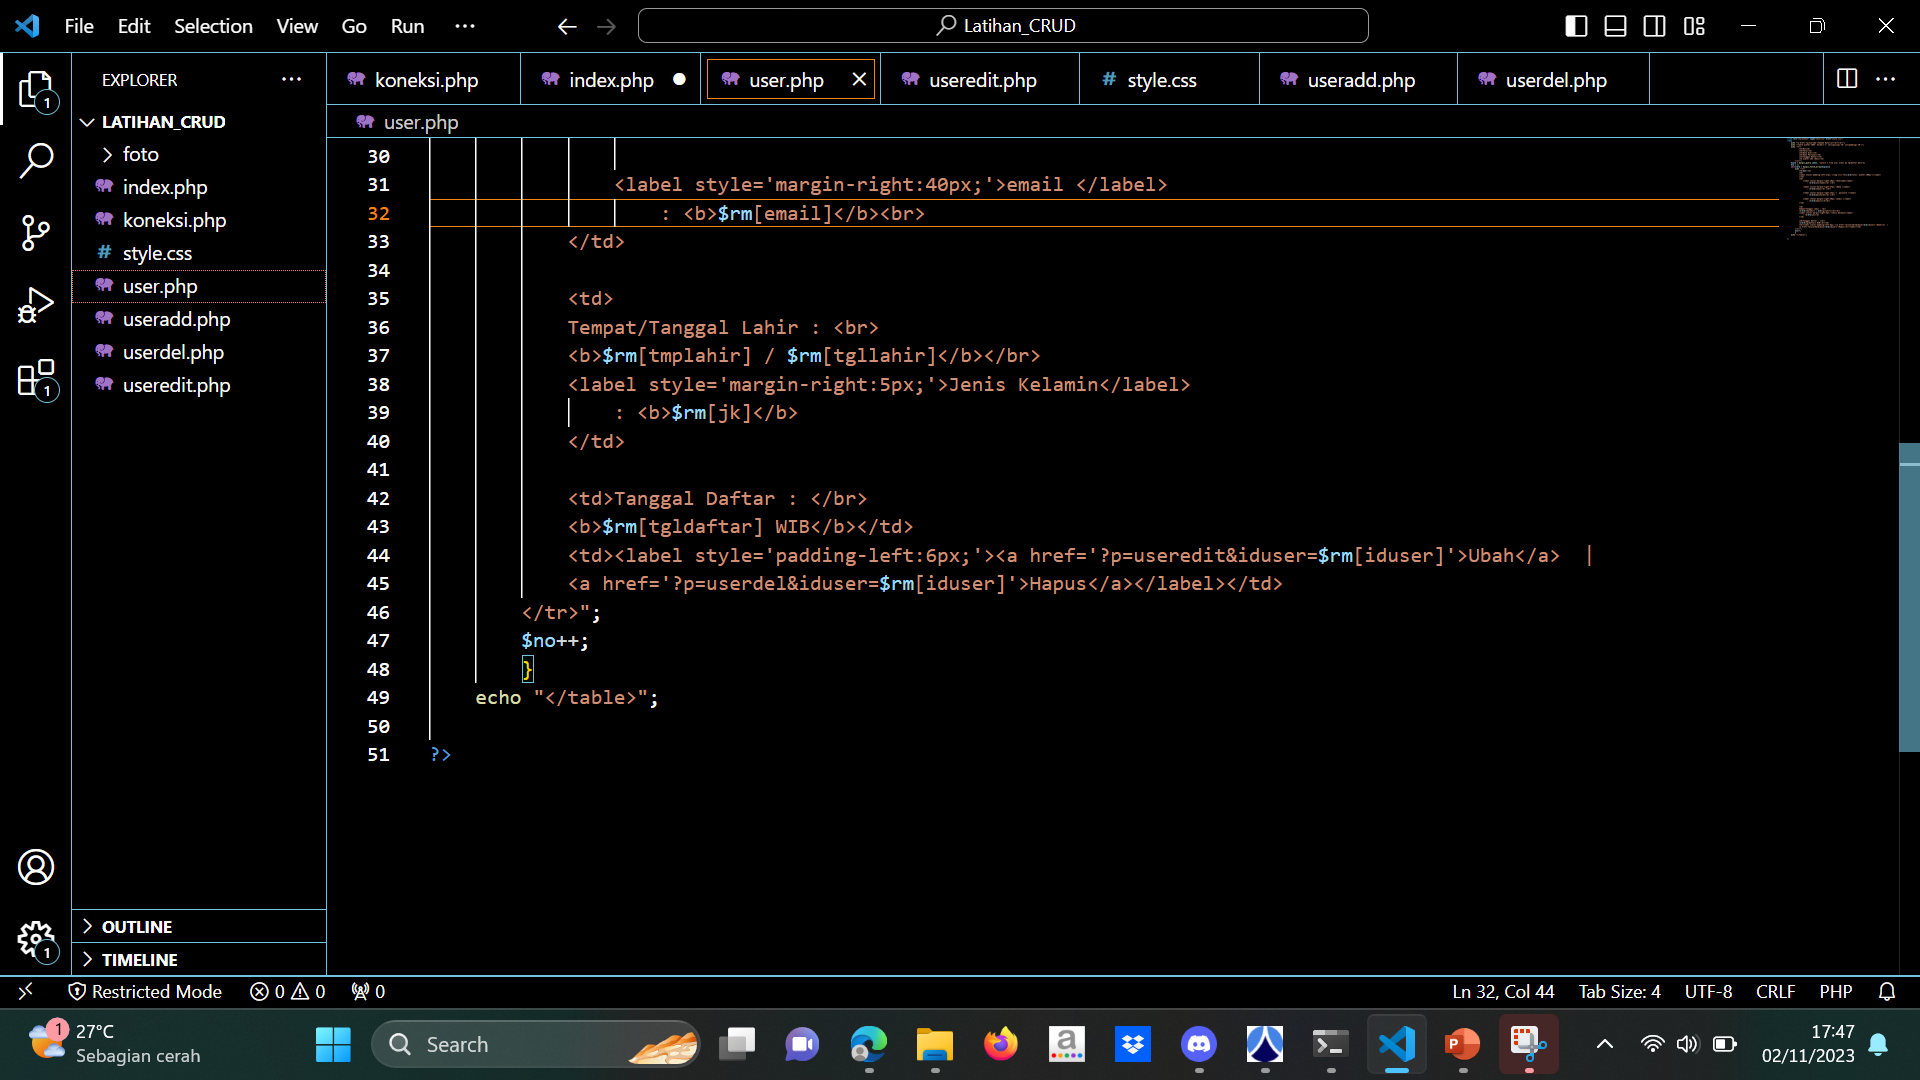 File Edit Selection View Go Run ··· Latihan_CRUD
EXPLORER ···
koneksi.php index.php user.php useredit.php style.css useradd.php userdel.php ···
LATIHAN_CRUD
foto
index.php
koneksi.php
style.css
user.php
useradd.php
userdel.php
useredit.php
OUTLINE
TIMELINE
user.php
30
31 <label style='margin-right:40px;'>email </label>
32 : <b>$rm[email]</b><br>
33 </td>
34
35 <td>
36 Tempat/Tanggal Lahir : <br>
37 <b>$rm[tmplahir] / $rm[tgllahir]</b></br>
38 <label style='margin-right:5px;'>Jenis Kelamin</label>
39 : <b>$rm[jk]</b>
40 </td>
41
42 <td>Tanggal Daftar : </br>
43 <b>$rm[tgldaftar] WIB</b></td>
44 <td><label style='padding-left:6px;'><a href='?p=useredit&iduser=$rm[iduser]'>Ubah</a> |
45 <a href='?p=userdel&iduser=$rm[iduser]'>Hapus</a></label></td>
46 </tr>";
47 $no++;
48 }
49 echo "</table>";
50
51 ?>
1
1
1
Restricted Mode 0 0 0 Ln 32, Col 44 Tab Size: 4 UTF-8 CRLF PHP
1 27°C
Sebagian cerah
Search
17:47
02/11/2023